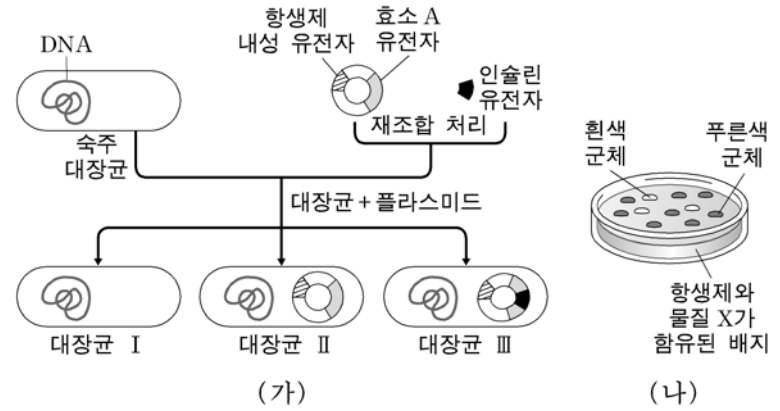 항생제
내성 유전자
효소 A
유전자
DNA
인슐린
유전자
재조합 처리
숙주
대장균
대장균 + 플라스미드
대장균 Ⅰ
대장균 Ⅱ
대장균 Ⅲ
(가)
흰색
군체
푸른색
군체
항생제와
물질 X가
함유된 배지
(나)